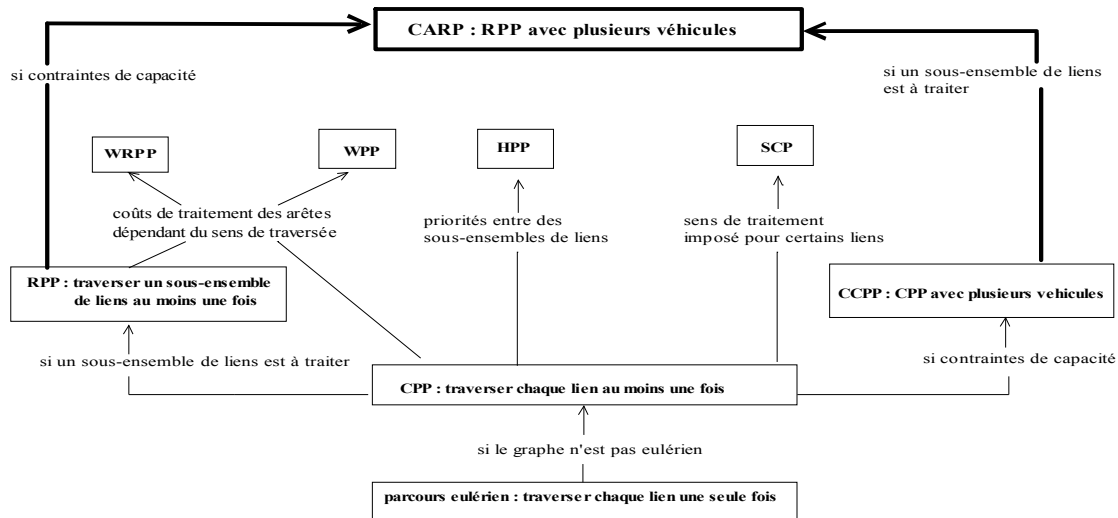 CARP : RPP avec plusieurs véhicules
si contraintes de capacité
si un sous-ensemble de liens
est à traiter
WRPP
WPP
HPP
SCP
coûts de traitement des arêtes
dépendant du sens de traversée
priorités entre des
sous-ensembles de liens
sens de traitement
imposé pour certains liens
RPP : traverser un sous-ensemble
de liens au moins une fois
CCPP : CPP avec plusieurs vehicules
si un sous-ensemble de liens est à traiter
si contraintes de capacité
CPP : traverser chaque lien au moins une fois
si le graphe n'est pas eulérien
parcours eulérien : traverser chaque lien une seule fois